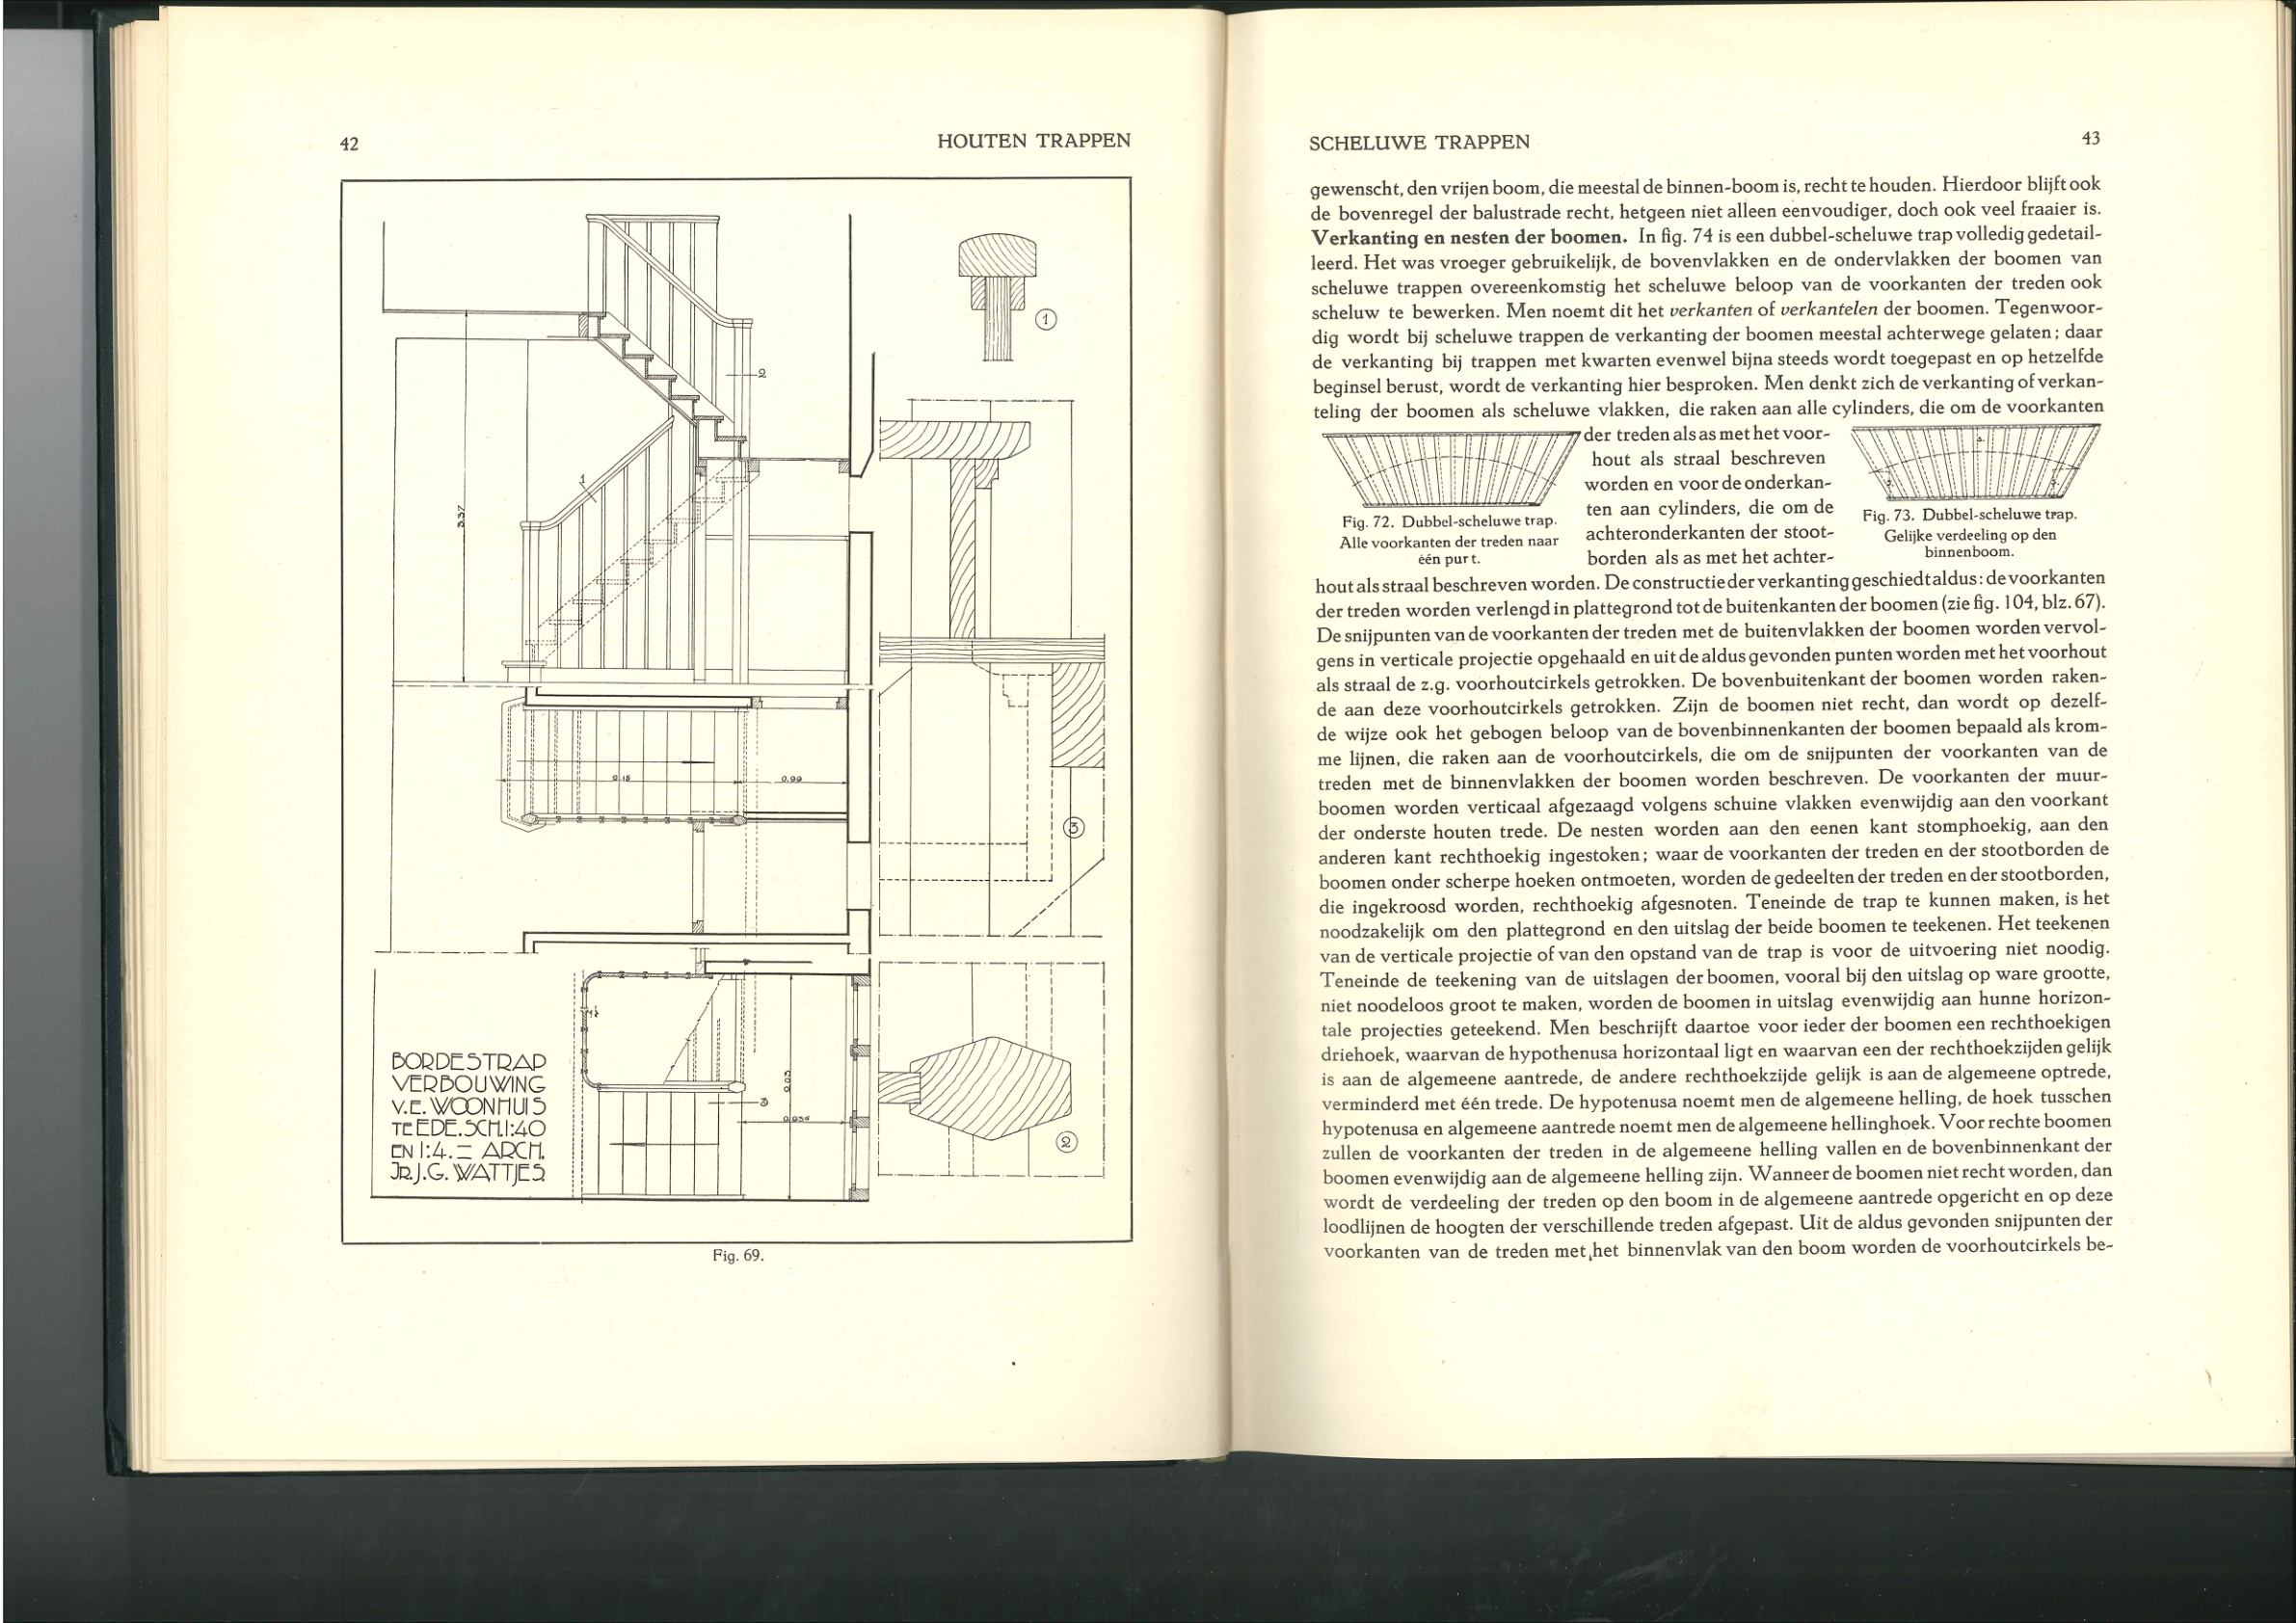 42
HOUTEN TRAPPEN
1
2
1
3.37
2.15
0.99
3
BORDESTRAP
VERBOUWING
V.E. WOONHUIS
TE EDE. SCH. 1:40
EN 1:4. = ARCH.
IR. J.G. WATTJES
3
2
Fig. 69.
SCHELUWE TRAPPEN
43
gewenscht, den vrijen boom, die meestal de binnen-boom is, recht te houden. Hierdoor blijft ook
de bovenregel der balustrade recht, hetgeen niet alleen eenvoudiger, doch ook veel fraaier is.
Verkanting en nesten der boomen. In fig. 74 is een dubbel-scheluwe trap volledig gedetail-
leerd. Het was vroeger gebruikelijk, de bovenvlakken en de ondervlakken der boomen van
scheluwe trappen overeenkomstig het scheluwe beloop van de voorkanten der treden ook
scheluw te bewerken. Men noemt dit het verkanten of verkantelen der boomen. Tegenwoor-
dig wordt bij scheluwe trappen de verkanting der boomen meestal achterwege gelaten; daar
de verkanting bij trappen met kwarten evenwel bijna steeds wordt toegepast en op hetzelfde
beginsel berust, wordt de verkanting hier besproken. Men denkt zich de verkanting of verkan-
teling der boomen als scheluwe vlakken, die raken aan alle cylinders, die om de voorkanten
der treden als as met het voor-
hout als straal beschreven
worden en voor de onderkan-
ten aan cylinders, die om de
achteronderkanten der stoot-
borden als as met het achter-
Fig. 72. Dubbel-scheluwe trap.
Alle voorkanten der treden naar
één pur t.
Fig. 73. Dubbel-scheluwe trap.
Gelijke verdeeling op den
binnenboom.
hout als straal beschreven worden. De constructie der verkanting geschiedt aldus: de voorkanten
der treden worden verlengd in plattegrond tot de buitenkanten der boomen (zie fig. 104, blz. 67).
De snijpunten van de voorkanten der treden met de buitenvlakken der boomen worden vervol-
gens in verticale projectie opgehaald en uit de aldus gevonden punten worden met het voorhout
als straal de z.g. voorhoutcirkels getrokken. De bovenbuitenkant der boomen worden raken-
de aan deze voorhoutcirkels getrokken. Zijn de boomen niet recht, dan wordt op dezelf-
de wijze ook het gebogen beloop van de bovenbinnenkanten der boomen bepaald als krom-
me lijnen, die raken aan de voorhoutcirkels, die om de snijpunten der voorkanten van de
treden met de binnenvlakken der boomen worden beschreven. De voorkanten der muur-
boomen worden verticaal afgezaagd volgens schuine vlakken evenwijdig aan den voorkant
der onderste houten trede. De nesten worden aan den eenen kant stomphoekig, aan den
anderen kant rechthoekig ingestoken; waar de voorkanten der treden en der stootborden de
boomen onder scherpe hoeken ontmoeten, worden de gedeelten der treden en der stootborden,
die ingekroosd worden, rechthoekig afgesnoten. Teneinde de trap te kunnen maken, is het
noodzakelijk om den plattegrond en den uitslag der beide boomen te teekenen. Het teekenen
van de verticale projectie of van den opstand van de trap is voor de uitvoering niet noodig.
Teneinde de teekening van de uitslagen der boomen, vooral bij den uitslag op ware grootte,
niet noodeloos groot te maken, worden de boomen in uitslag evenwijdig aan hunne horizon-
tale projecties geteekend. Men beschrijft daartoe voor ieder der boomen een rechthoekigen
driehoek, waarvan de hypothenusa horizontaal ligt en waarvan een der rechthoekzijden gelijk
is aan de algemeene aantrede, de andere rechthoekzijde gelijk is aan de algemeene optrede,
verminderd met één trede. De hypotenusa noemt men de algemeene helling, de hoek tusschen
hypotenusa en algemeene aantrede noemt men de algemeene hellinghoek. Voor rechte boomen
zullen de voorkanten der treden in de algemeene helling vallen en de bovenbinnenkant der
boomen evenwijdig aan de algemeene helling zijn. Wanneer de boomen niet recht worden, dan
wordt de verdeeling der treden op den boom in de algemeene aantrede opgericht en op deze
loodlijnen de hoogten der verschillende treden afgepast. Uit de aldus gevonden snijpunten der
voorkanten van de treden met het binnenvlak van den boom worden de voorhoutcirkels be-